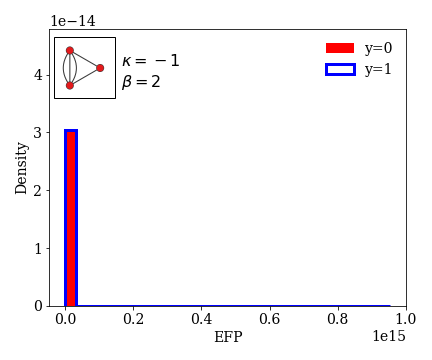 1e−14
κ = −1
β = 2
y=0
y=1
Density
4
3
2
1
0
0.0 0.2 0.4 0.6 0.8 1.0
EFP
1e15